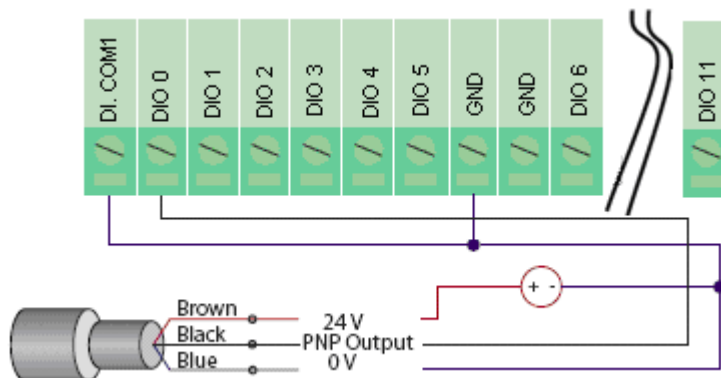 DI. COM1
DIO 0
DIO 1
DIO 2
DIO 3
DIO 4
DIO 5
GND
GND
DIO 6
DIO 11
+ -
Brown
24 V
Black
PNP Output
Blue
0 V